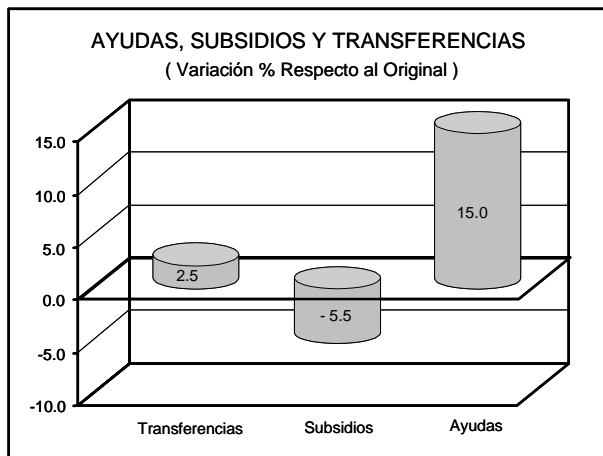 AYUDAS, SUBSIDIOS Y TRANSFERENCIAS
( Variación % Respecto al Original )
15.0
10.0
5.0
0.0
-5.0
-10.0
2.5
- 5.5
15.0
Transferencias
Subsidios
Ayudas